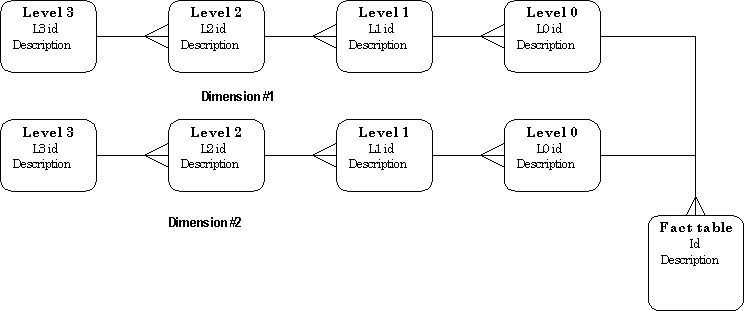 Level 3
L3 id
Description
Level 2
L2 id
Description
Level 1
L1 id
Description
Level 0
L0 id
Description
Dimension #1
Level 3
L3 id
Description
Level 2
L2 id
Description
Level 1
L1 id
Description
Level 0
L0 id
Description
Dimension #2
Fact table
Id
Description